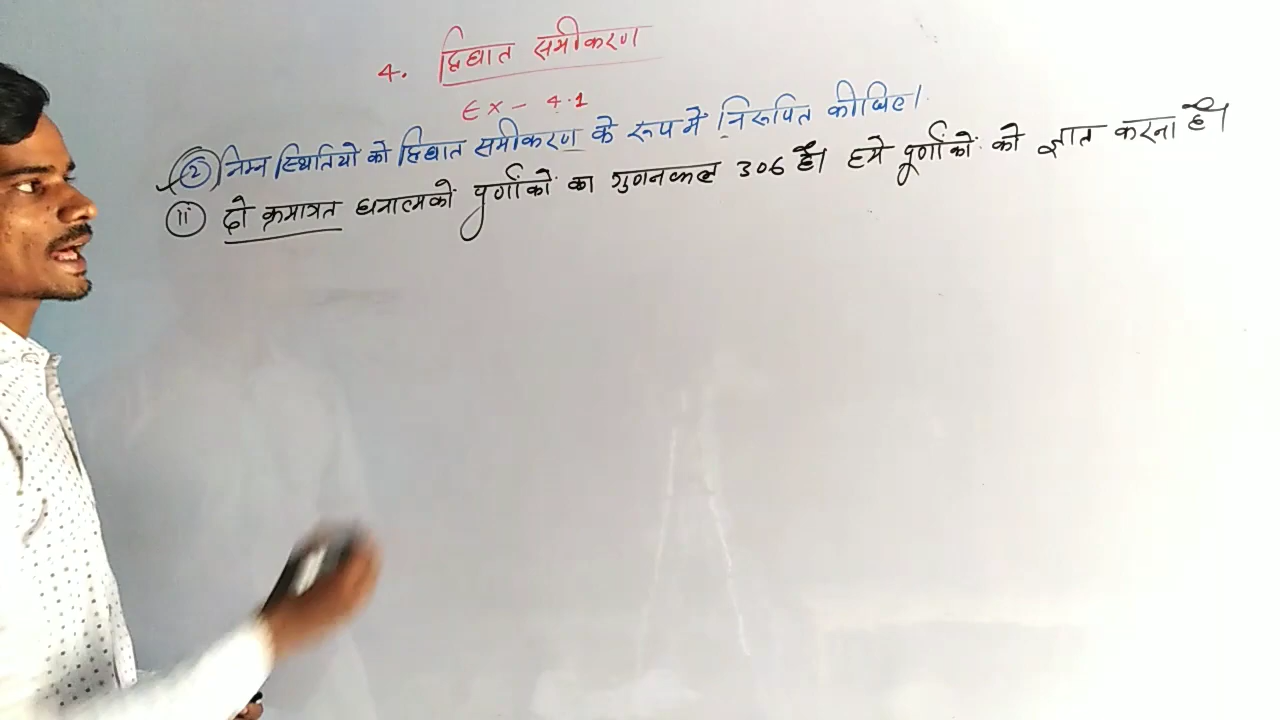 4. द्विघात समीकरण
Ex - 4.1
(2) निम्न स्थितियों को द्विघात समीकरण के रूप में निरूपित कीजिए।
(ii) दो क्रमागत धनात्मकों पूर्णांकों का गुणनफल 306 है। हमें पूर्णांकों को ज्ञात करना है।